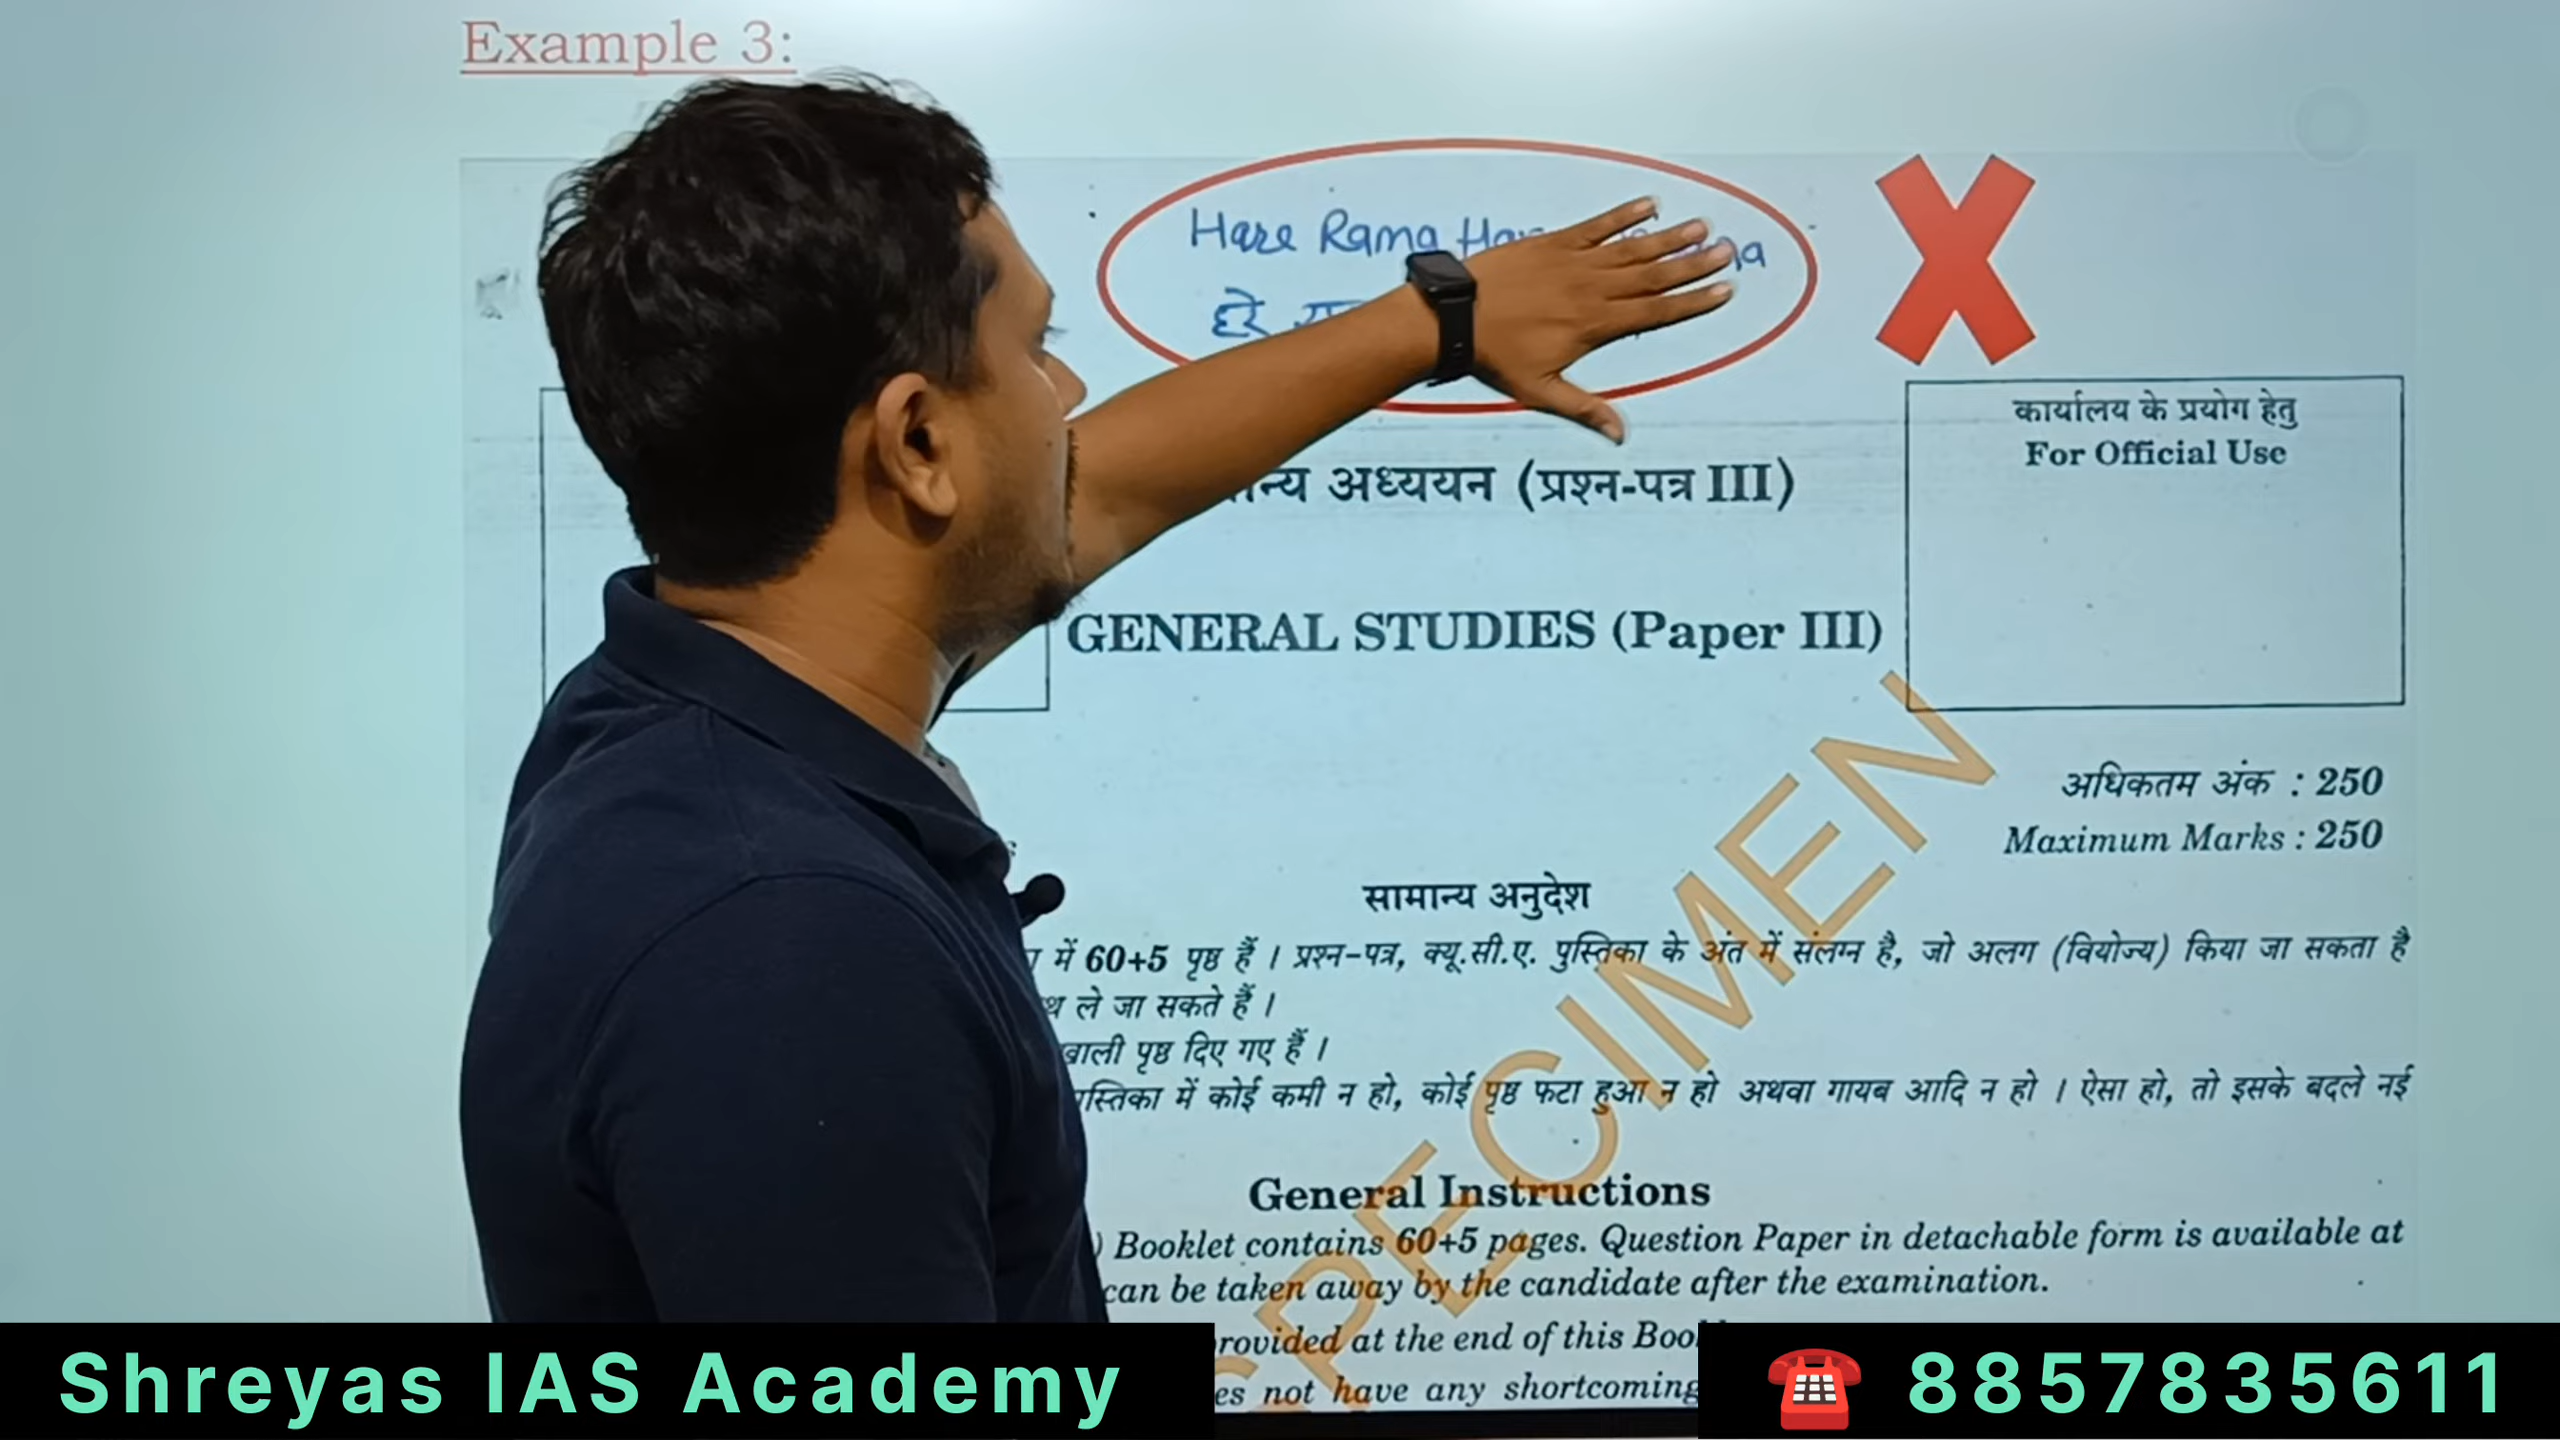 Example 3:
Hare Rama
हरे
कार्यालय के प्रयोग हेतु
For Official Use
अध्ययन (प्रश्न-पत्र III)
GENERAL STUDIES (Paper III)
अधिकतम अंक : 250
Maximum Marks : 250
सामान्य अनुदेश
में 60+5 पृष्ठ हैं । प्रश्न-पत्र, क्यू.सी.ए. पुस्तिका के अंत में संलग्न है, जो अलग (वियोज्य) किया जा सकता है
ले जा सकते हैं ।
पृष्ठ दिए गए हैं ।
में कोई कमी न हो, कोई पृष्ठ फटा हुआ न हो अथवा गायब आदि न हो । ऐसा हो, तो इसके बदले नई
General Instructions
) Booklet contains 60+5 pages. Question Paper in detachable form is available at
can be taken away by the candidate after the examination.
at the end of this
not have any
SPECIMEN
Shreyas IAS Academy
8857835611